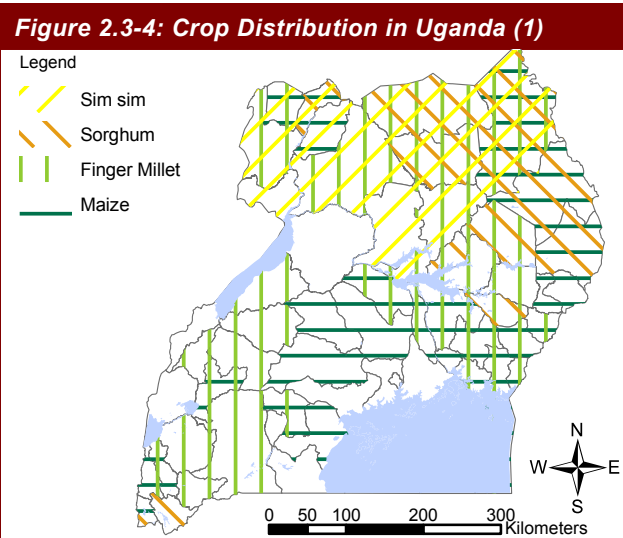 Figure 2.3-4: Crop Distribution in Uganda (1)
Legend
Sim sim
Sorghum
Finger Millet
Maize
N
W E
S
0 50 100 200 300
Kilometers